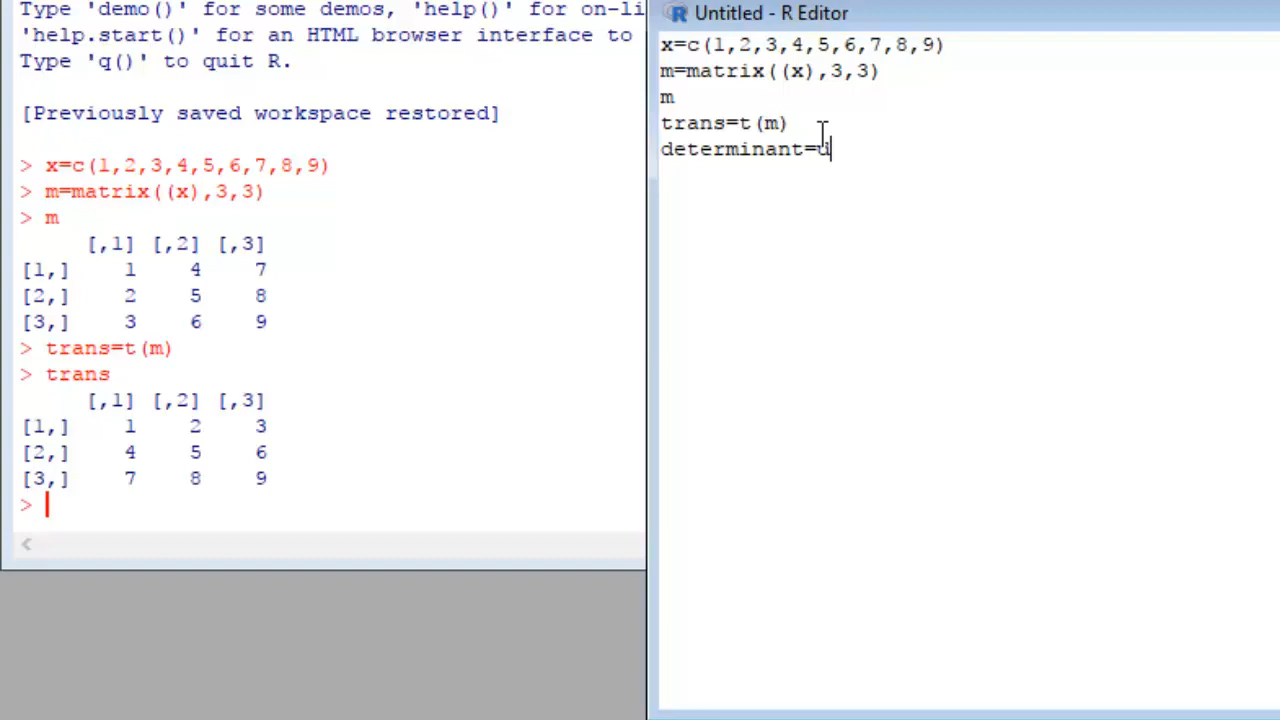 Type 'demo()' for some demos, 'help()' for on-li
'help.start()' for an HTML browser interface to
Type 'q()' to quit R.
[Previously saved workspace restored]
> x=c(1,2,3,4,5,6,7,8,9)
> m=matrix((x),3,3)
> m
[,1] [,2] [,3]
[1,] 1 4 7
[2,] 2 5 8
[3,] 3 6 9
> trans=t(m)
> trans
[,1] [,2] [,3]
[1,] 1 2 3
[2,] 4 5 6
[3,] 7 8 9
>
R Untitled - R Editor
x=c(1,2,3,4,5,6,7,8,9)
m=matrix((x),3,3)
m
trans=t(m)
determinant=d